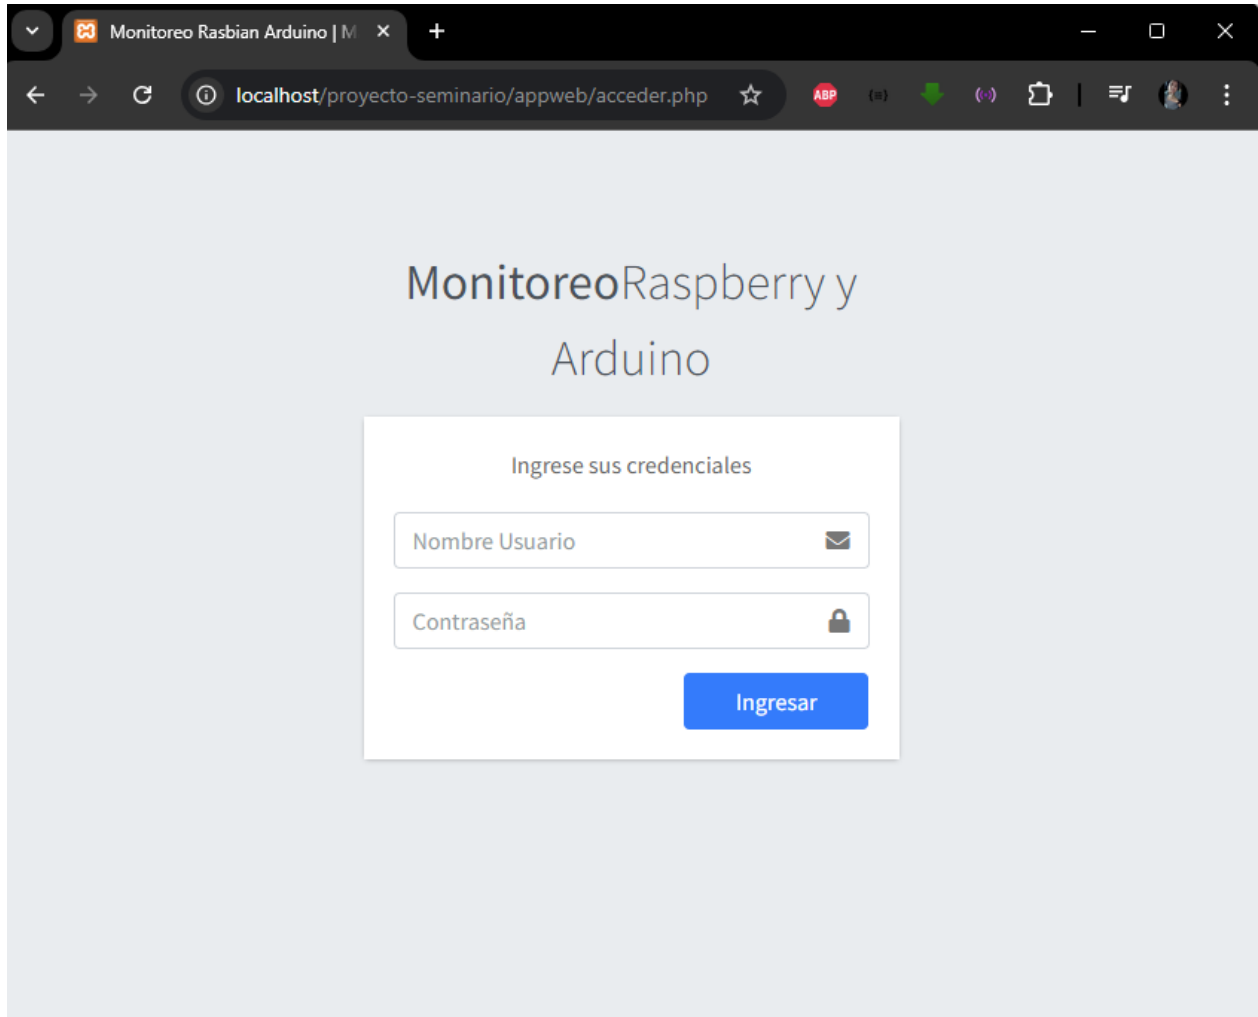 Monitoreo Rasbian Arduino | M
localhost/proyecto-seminario/appweb/acceder.php
ABP
MonitoreoRaspberry y
Arduino
Ingrese sus credenciales
Nombre Usuario
Contraseña
Ingresar